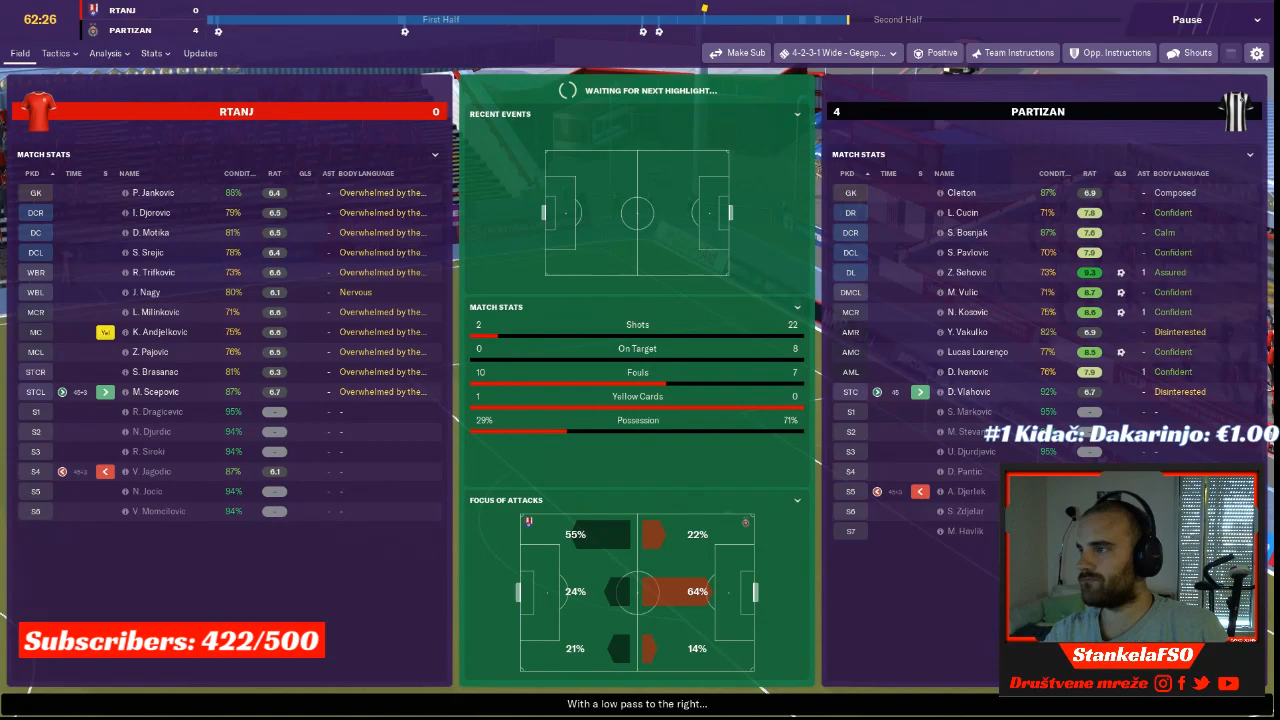 62:26
RTANJ 0
PARTIZAN 4
First Half
Second Half
Pause
Field Tactics Analysis Stats Updates
Make Sub 4-2-3-1 Wide - Gegenp... Positive Team Instructions Opp. Instructions Shouts
RTANJ 0
MATCH STATS
PKD TIME S NAME CONDIT... RAT GLS AST BODY LANGUAGE
GK P. Jankovic 88% 6.4 - Overwhelmed by the...
DCR I. Djorovic 79% 6.5 - Overwhelmed by the...
DC D. Motika 81% 6.5 - Overwhelmed by the...
DCL S. Srejic 78% 6.4 - Overwhelmed by the...
WBR R. Trifkovic 73% 6.6 - Overwhelmed by the...
WBL J. Nagy 80% 6.1 - Nervous
MCR L. Milinkovic 71% 6.6 - Overwhelmed by the...
MC Yel K. Andjelkovic 75% 6.6 - Overwhelmed by the...
MCL Z. Pajovic 76% 6.5 - Overwhelmed by the...
STCR S. Brasanac 81% 6.3 - Overwhelmed by the...
STCL 45+3 M. Scepovic 87% 6.7 - Overwhelmed by the...
S1 R. Dragicevic 95% - - -
S2 N. Djurdic 94% - - -
S3 R. Siroki 94% - - -
S4 45+3 V. Jagodic 87% 6.1 - -
S5 N. Jocic 94% - - -
S6 V. Momcilovic 94% - - -
Subscribers: 422/500
WAITING FOR NEXT HIGHLIGHT...
RECENT EVENTS
MATCH STATS
2 Shots 22
0 On Target 8
10 Fouls 7
1 Yellow Cards 0
29% Possession 71%
FOCUS OF ATTACKS
55% 22%
24% 64%
21% 14%
4 PARTIZAN
MATCH STATS
PKD TIME S NAME CONDIT... RAT GLS AST BODY LANGUAGE
GK Cleiton 87% 6.9 - Composed
DR L. Cucin 71% 7.8 - Confident
DCR S. Bosnjak 87% 7.6 - Calm
DCL S. Pavlovic 70% 7.9 - Confident
DL Z. Sehovic 73% 9.3 1 Assured
DMCL M. Vulic 71% 8.7 - Confident
MCR N. Kosovic 75% 8.6 1 Confident
AMR Y. Vakulko 82% 6.9 - Disinterested
AMC Lucas Lourenço 77% 8.5 - Confident
AML D. Ivanovic 76% 7.9 1 Confident
STC 45 D. Vlahovic 92% 6.7 - Disinterested
S1 S. Markovic 95% - - -
S2 M. Stevan
S3 U. Djurdjevic 95% - - -
S4 D. Pantic
S5 45+3 A. Djerlek
S6 S. Zdjelar
S7 M. Havlik
#1 Kidač: Dakarinjo: €1.00
StankelaFSO
Društvene mreže
With a low pass to the right...